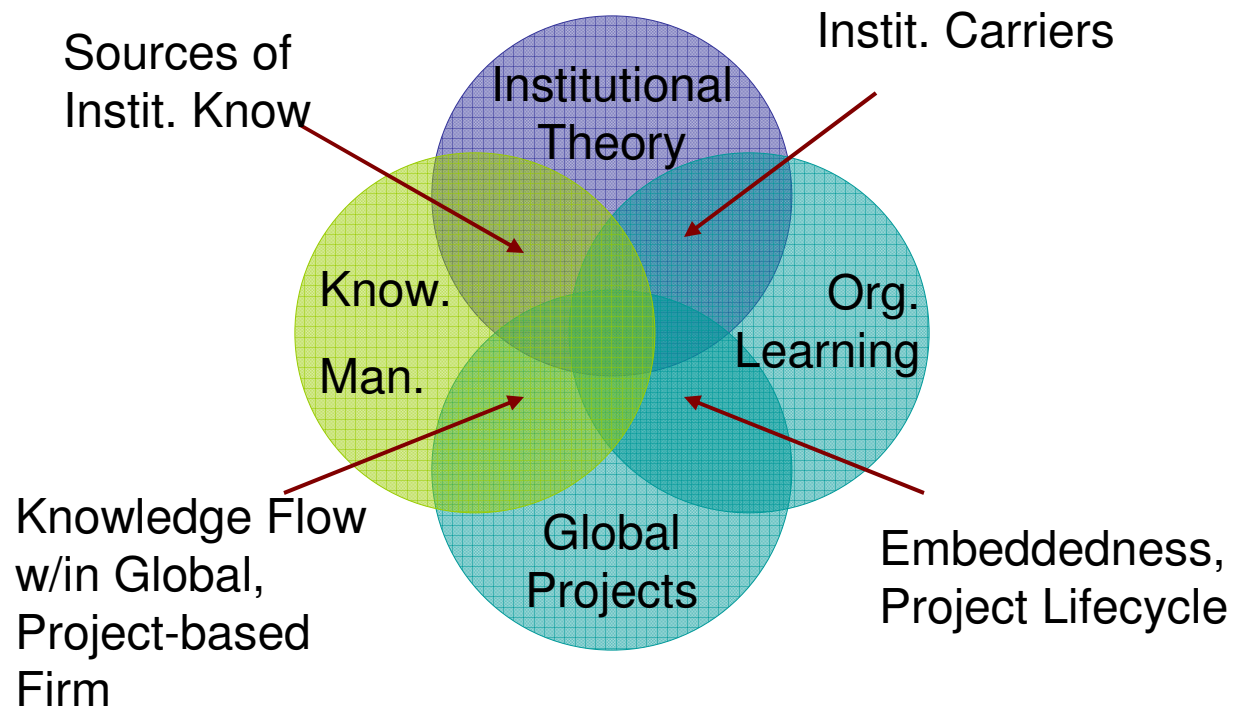 Sources of
Instit. Know
Instit. Carriers
Institutional
Theory
Know.
Man.
Org.
Learning
Knowledge Flow
w/in Global,
Project-based
Firm
Global
Projects
Embeddedness,
Project Lifecycle